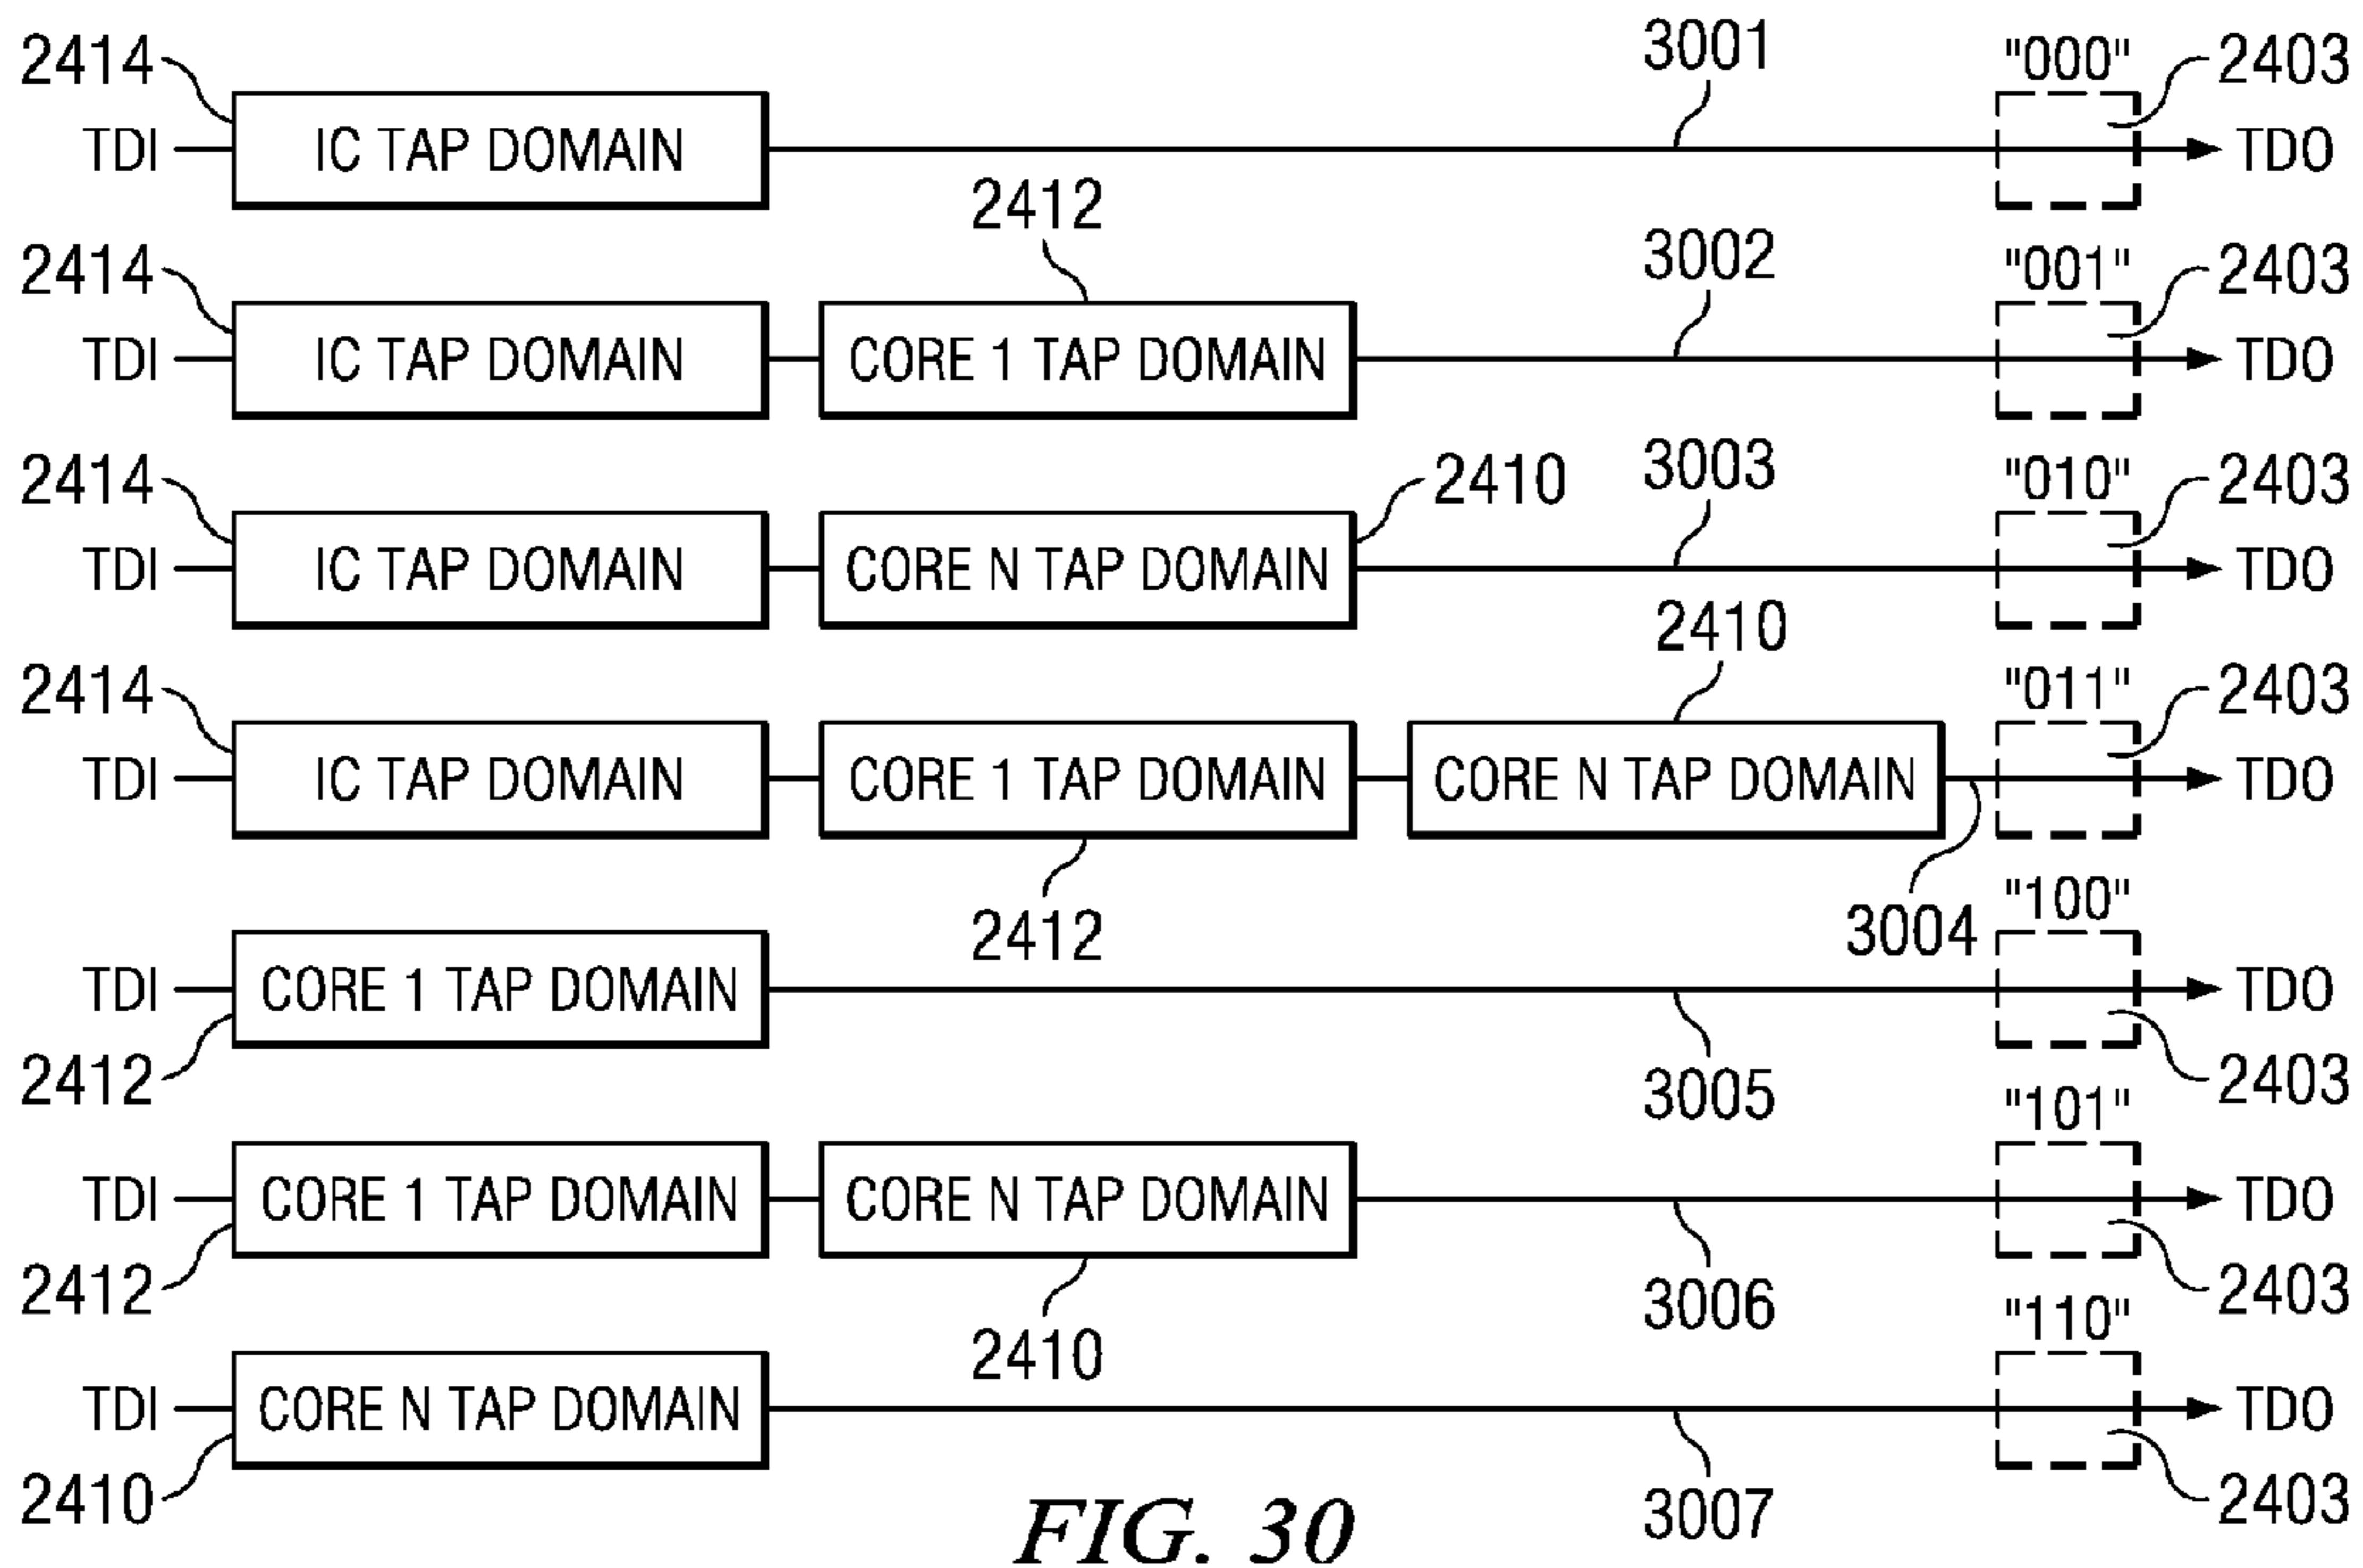 3001
2414 "000" 2403
TDI IC TAP DOMAIN TDO
2412
3002
2414 "001" 2403
TDI IC TAP DOMAIN CORE 1 TAP DOMAIN TDO
3003
2414 2410 "010" 2403
TDI IC TAP DOMAIN CORE N TAP DOMAIN TDO
2410
2414 "011" 2403
TDI IC TAP DOMAIN CORE 1 TAP DOMAIN CORE N TAP DOMAIN TDO
2412 3004 "100"
TDI CORE 1 TAP DOMAIN TDO
2412 3005 2403
"101"
TDI CORE 1 TAP DOMAIN CORE N TAP DOMAIN TDO
2412 3006 2403
2410 "110"
TDI CORE N TAP DOMAIN TDO
2410 3007 2403
FIG. 30